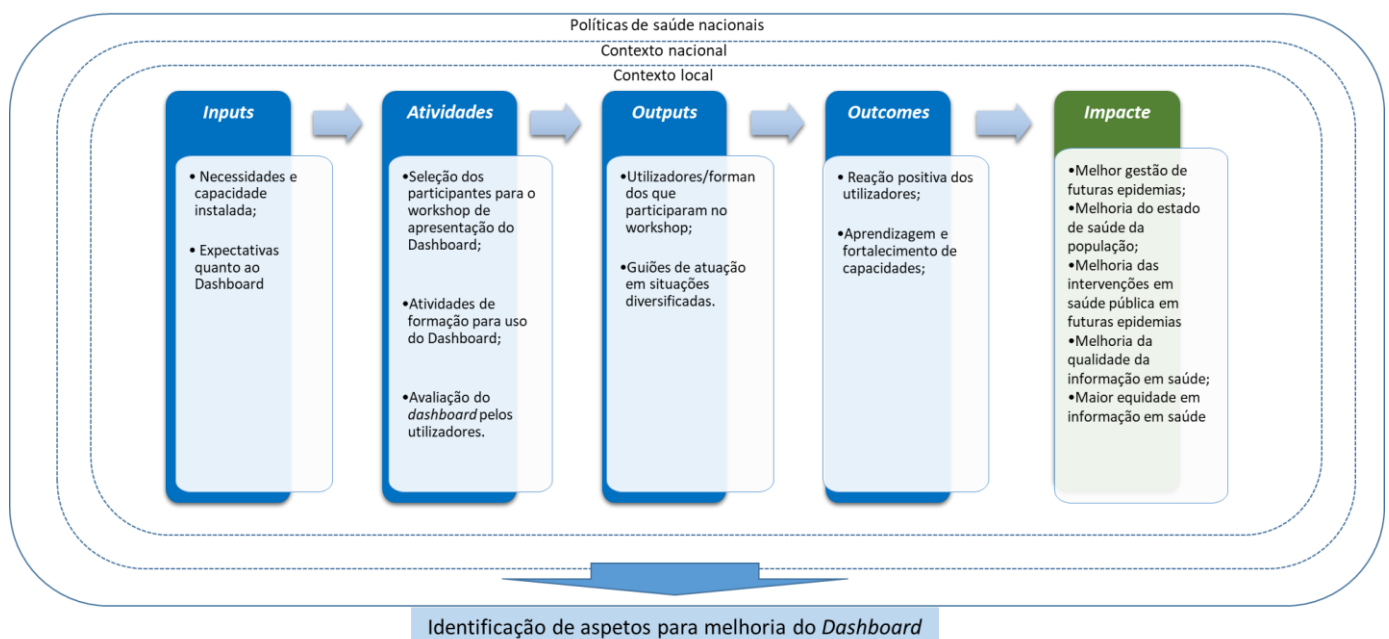 Políticas de saúde nacionais
Contexto nacional
Contexto local
Inputs
• Necessidades e
capacidade
instalada;
• Expectativas
quanto ao
Dashboard
Atividades
•Seleção dos
participantes para o
workshop de
apresentação do
Dashboard;
•Atividades de
formação para uso
do Dashboard;
•Avaliação do
dashboard pelos
utilizadores.
Outputs
•Utilizadores/forman
dos que
participaram no
workshop;
•Guiões de atuação
em situações
diversificadas.
Outcomes
• Reação positiva dos
utilizadores;
•Aprendizagem e
fortalecimento de
capacidades;
Impacte
•Melhor gestão de
futuras epidemias;
•Melhoria do estado
de saúde da
população;
•Melhoria das
intervenções em
saúde pública em
futuras epidemias
•Melhoria da
qualidade da
informação em saúde;
•Maior equidade em
informação em saúde
Identificação de aspetos para melhoria do Dashboard